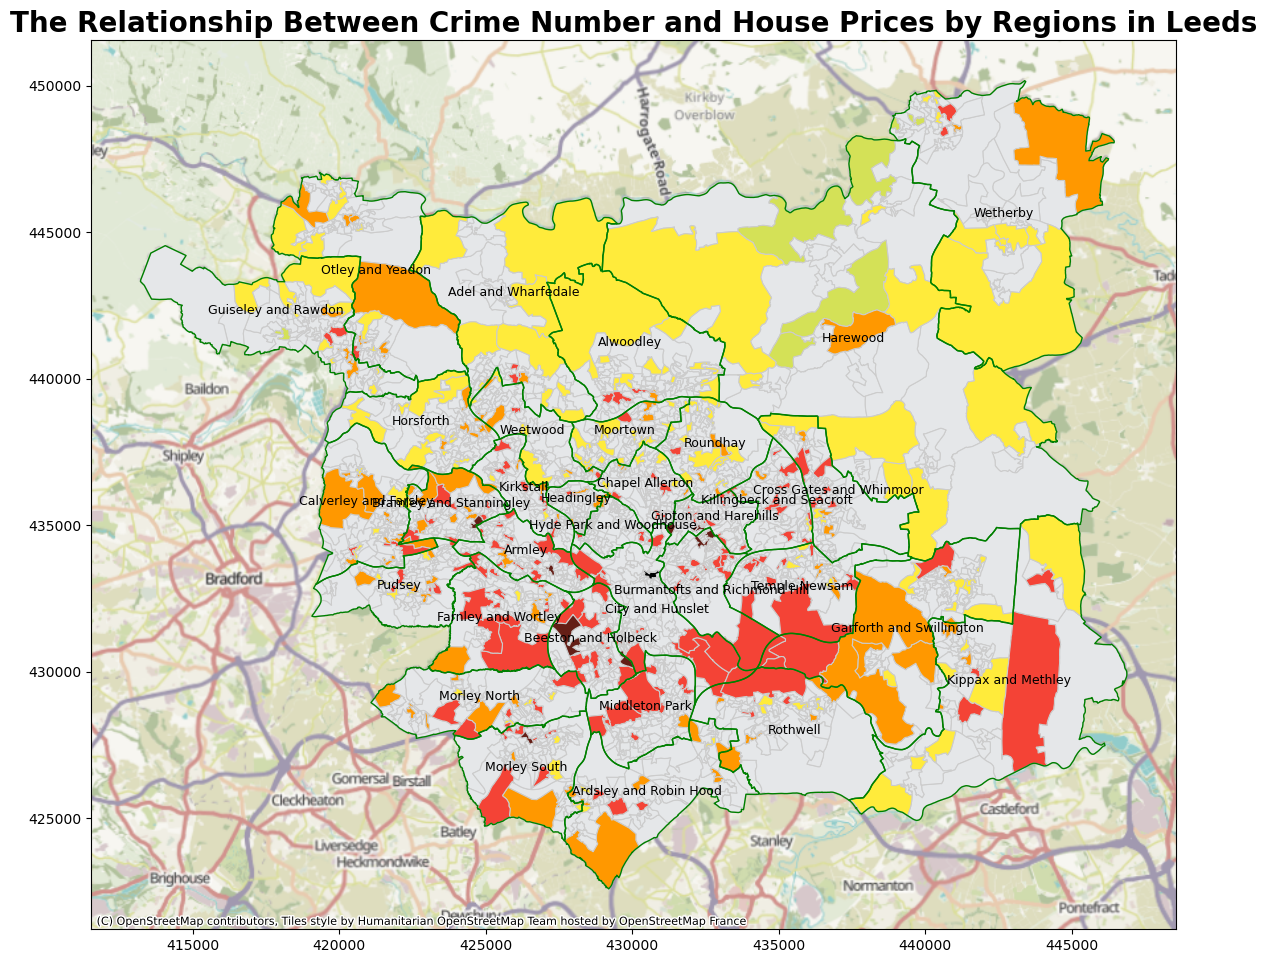 The Relationship Between Crime Number and House Prices by Regions in Leeds
450000
445000
440000
435000
430000
425000
Kirkby
Overblow
Harrogate Road
Wetherby
Otley and Yeadon
Adel and Wharfedale
Guiseley and Rawdon
Alwoodley
Harewood
Baildon
Horsforth
Weetwood
Moortown
Roundhay
Shipley
Kirkstall
Chapel Allerton
Cross Gates and Whinmoor
Headingley
Killingbeck and Seacroft
Calverley and Farsley
Bramley and Stanningley
Gipton and Harehills
Hyde Park and Woodhouse
Armley
Bradford
Pudsey
Burmantofts and Richmond Hill
Temple Newsam
City and Hunslet
Farnley and Wortley
Garforth and Swillington
Beeston and Holbeck
Kippax and Methley
Morley North
Middleton Park
Rothwell
Morley South
Gomersal
Birstall
Ardsley and Robin Hood
Cleckheaton
Castleford
Batley
Stanley
Liversedge
Heckmondwike
Brighouse
Normanton
Pontefract
Dewsbury
(C) OpenStreetMap contributors, Tiles style by Humanitarian OpenStreetMap Team hosted by OpenStreetMap France
415000
420000
425000
430000
435000
440000
445000